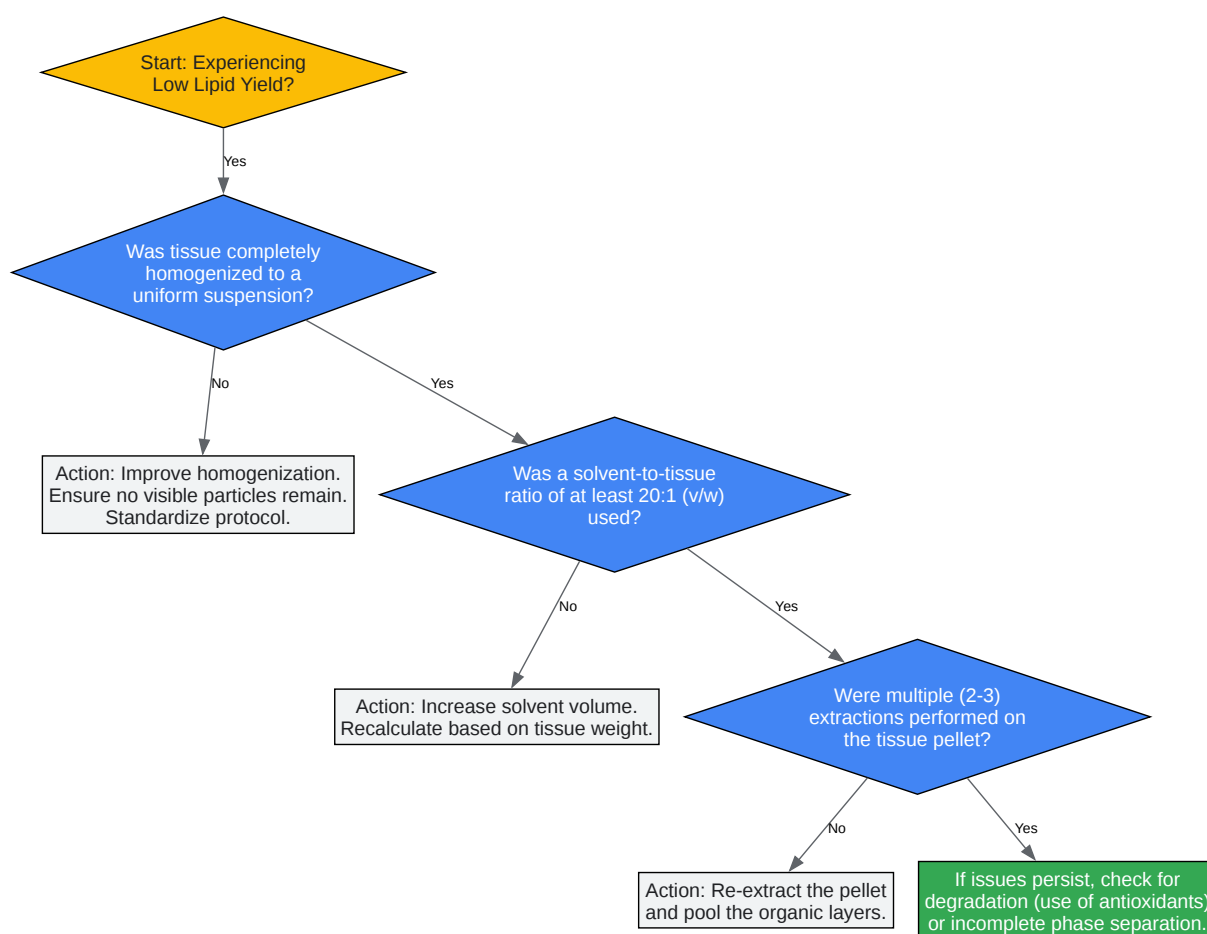 Start: Experiencing
Low Lipid Yield?
Yes
Was tissue completely
homogenized to a
uniform suspension?
No
Yes
Action: Improve homogenization.
Ensure no visible particles remain.
Standardize protocol.
Was a solvent-to-tissue
ratio of at least 20:1 (v/w)
used?
No
Yes
Action: Increase solvent volume.
Recalculate based on tissue weight.
Were multiple (2-3)
extractions performed on
the tissue pellet?
No
Yes
Action: Re-extract the pellet
and pool the organic layers.
If issues persist, check for
degradation (use of antioxidants)
or incomplete phase separation.